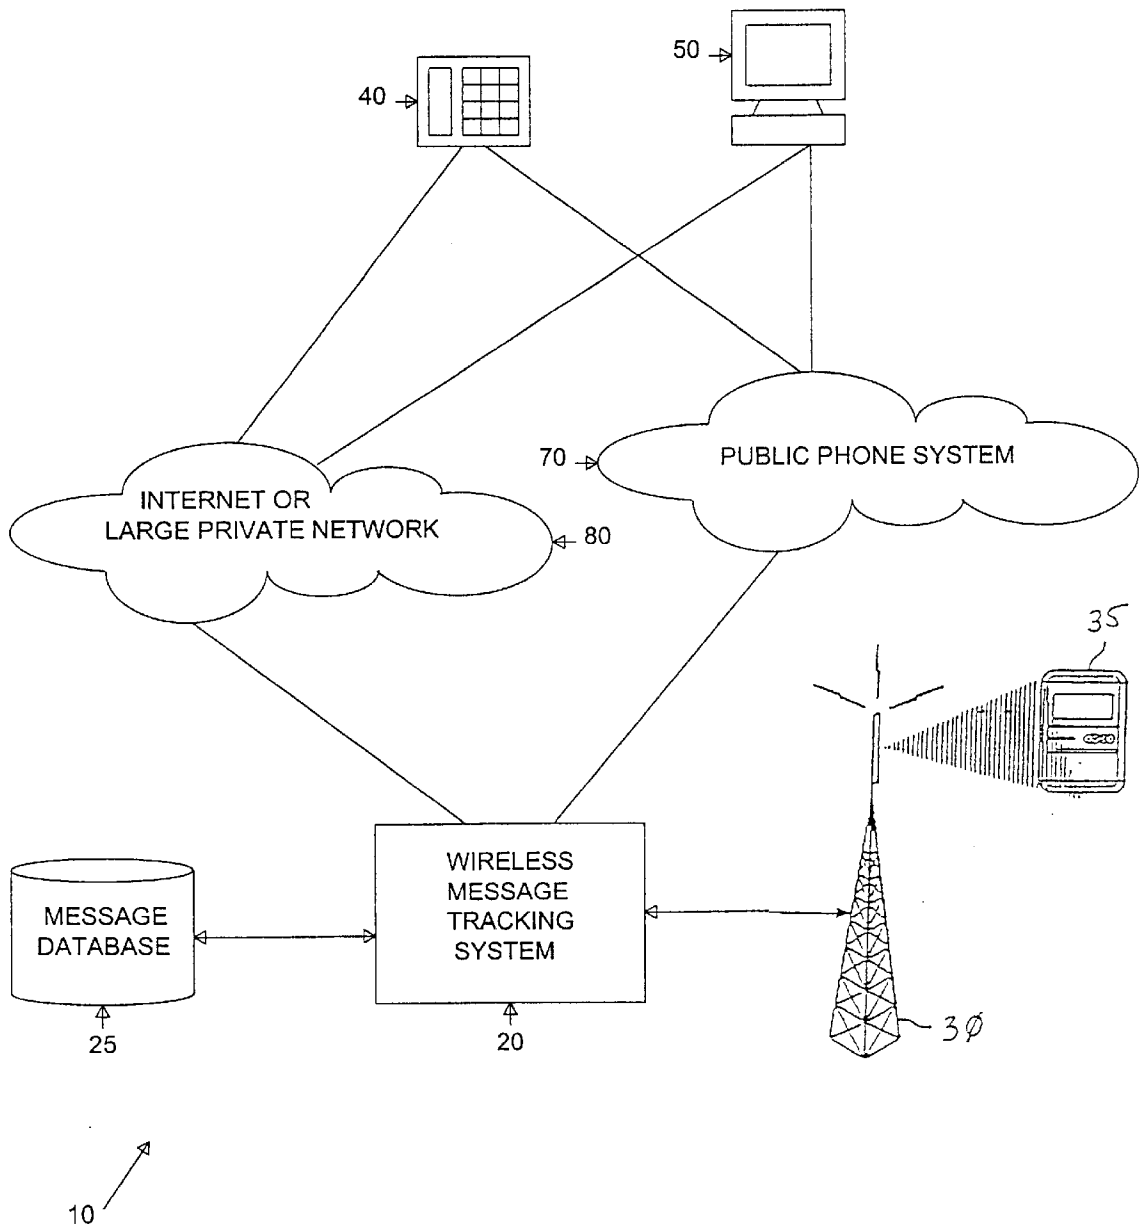 50
40
PUBLIC PHONE SYSTEM
70
INTERNET OR
LARGE PRIVATE NETWORK
80
35
WIRELESS
MESSAGE
TRACKING
SYSTEM
MESSAGE
DATABASE
30
20
25
10